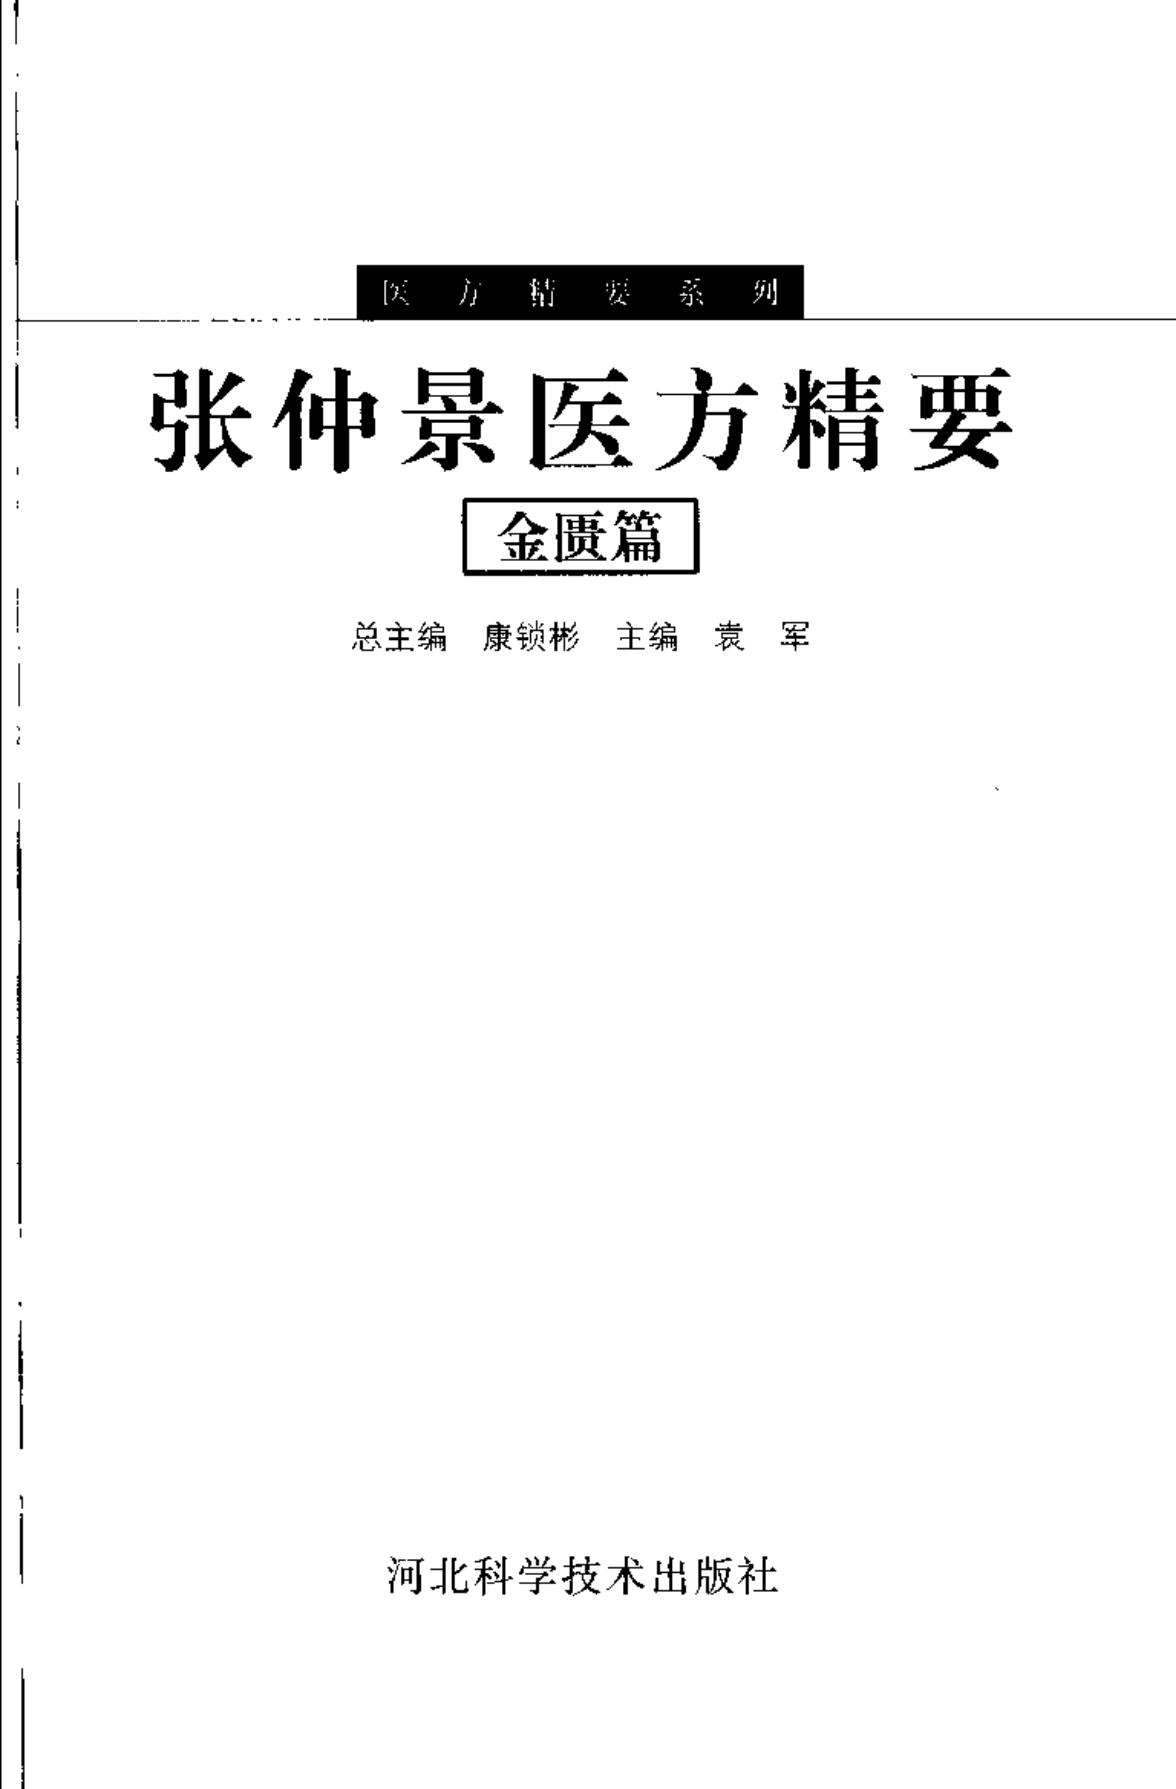 医方精要系列
张仲景医方精要
金匮篇
总主编 康锁彬 主编 袁 军
河北科学技术出版社